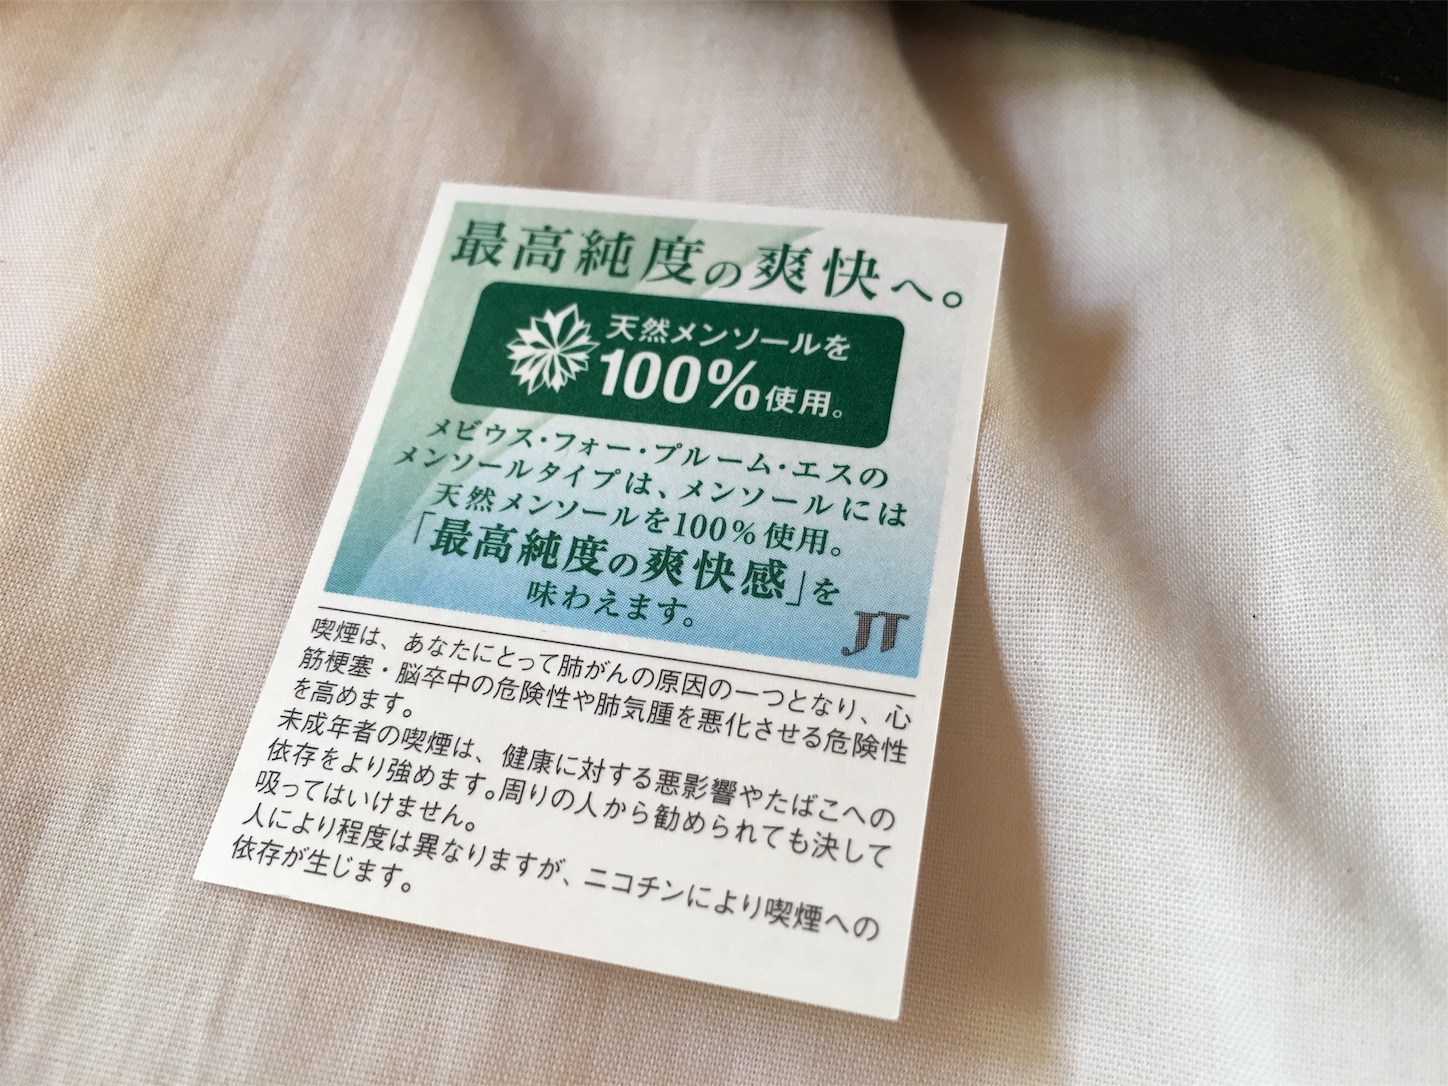 最高純度の爽快へ。
天然メンソールを
100%使用。
メビウス・フォー・プルーム・エスの
メンソールタイプは、メンソールには
天然メンソールを100%使用。
「最高純度の爽快感」を
味わえます。
JT
喫煙は、あなたにとって肺がんの原因の一つとなり、心
筋梗塞・脳卒中の危険性や肺気腫を悪化させる危険性
を高めます。
未成年者の喫煙は、健康に対する悪影響やたばこへの
依存をより強めます。周りの人から勧められても決して
吸ってはいけません。
人により程度は異なりますが、ニコチンにより喫煙への
依存が生じます。